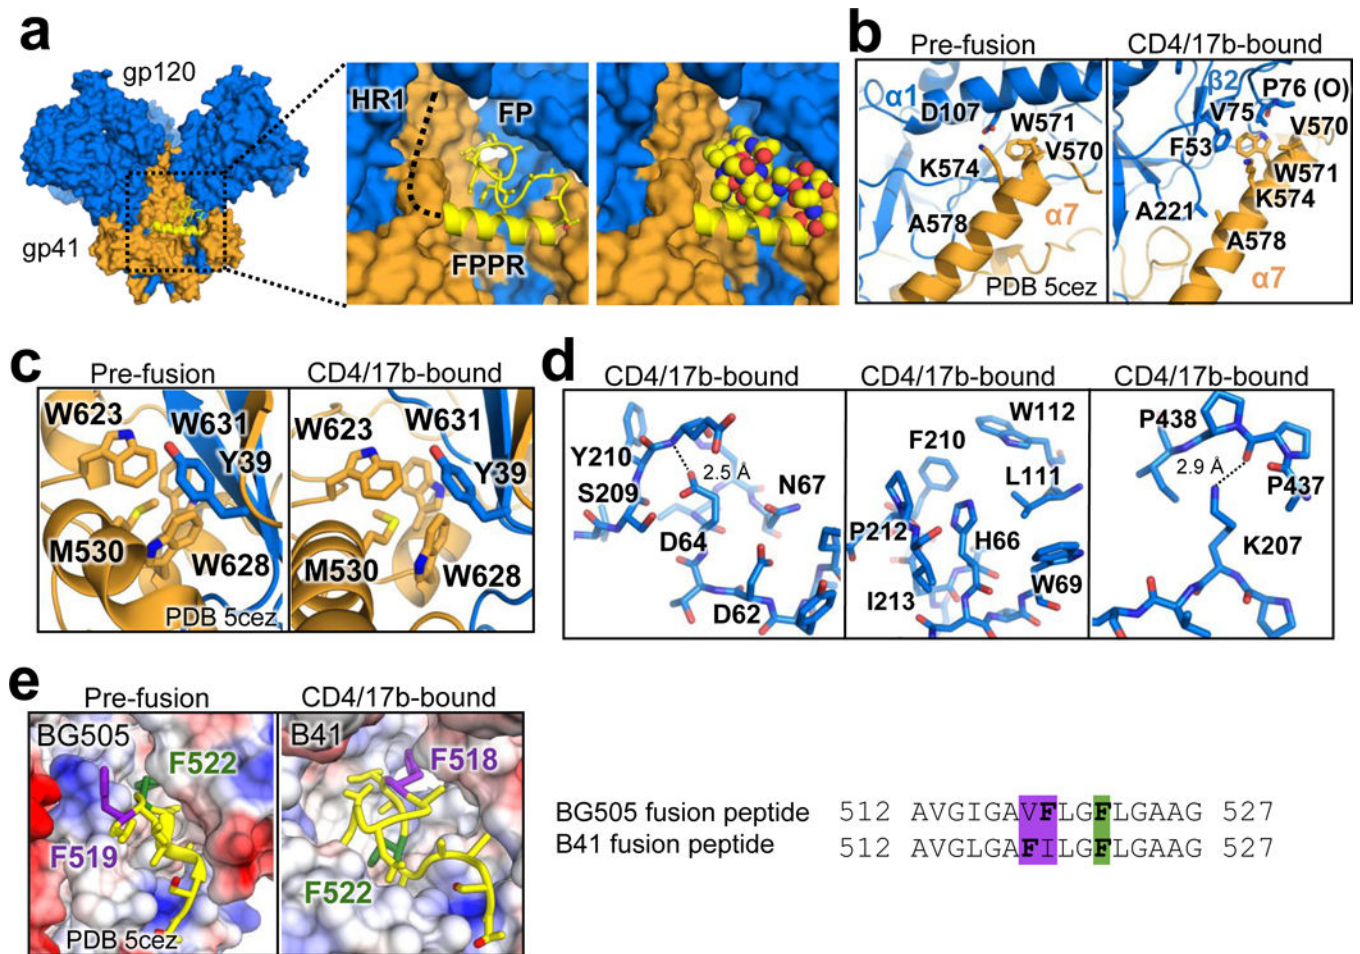 a
gp120
gp41
HR1
FP
FPPR
b
Pre-fusion
CD4/17b-bound
α1
D107
W571
V570
K574
A578
α7
PDB 5cez
β2
P76 (O)
V75
V570
F53
W571
K574
A221
A578
α7
c
Pre-fusion
CD4/17b-bound
W623
W631
Y39
M530
W628
PDB 5cez
W623
W631
Y39
M530
W628
d
CD4/17b-bound
CD4/17b-bound
CD4/17b-bound
Y210
2.5 Å
S209
N67
D64
D62
W112
F210
L111
P212
H66
I213
W69
P438
2.9 Å
P437
K207
e
Pre-fusion
CD4/17b-bound
BG505
F522
F519
PDB 5cez
B41
F518
F522
BG505 fusion peptide 512 AVGIGAVFLGFLGAAG 527
B41 fusion peptide 512 AVGLGAFILGFLGAAG 527